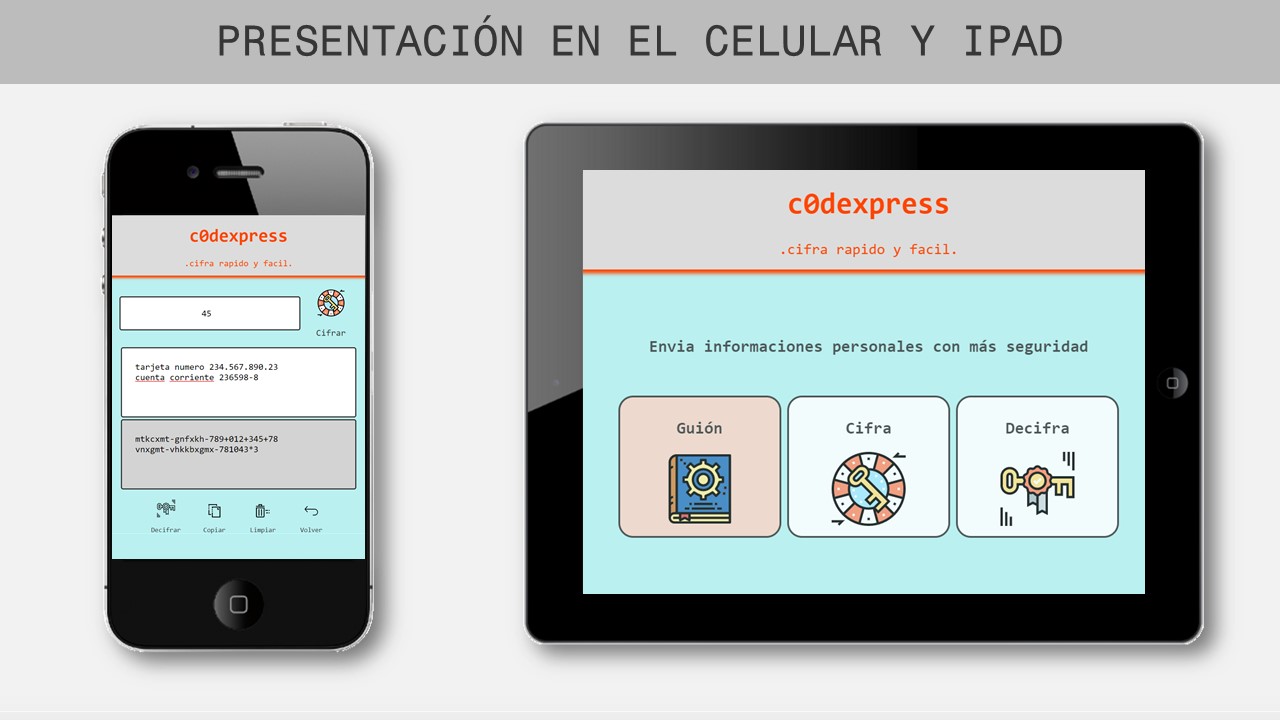 PRESENTACIÓN EN EL CELULAR Y IPAD
c0dexpress
.cifra rapido y facil.
45
Cifrar
tarjeta numero 234.567.890.23
cuenta corriente 236598-8
mtkcxmt-gnfxkh-789+012+345+78
vnxgmt-vhkkbxgmx-781043*3
Decifrar Copiar Limpiar Volver
c0dexpress
.cifra rapido y facil.
Envia informaciones personales con más seguridad
Guión Cifra Decifra